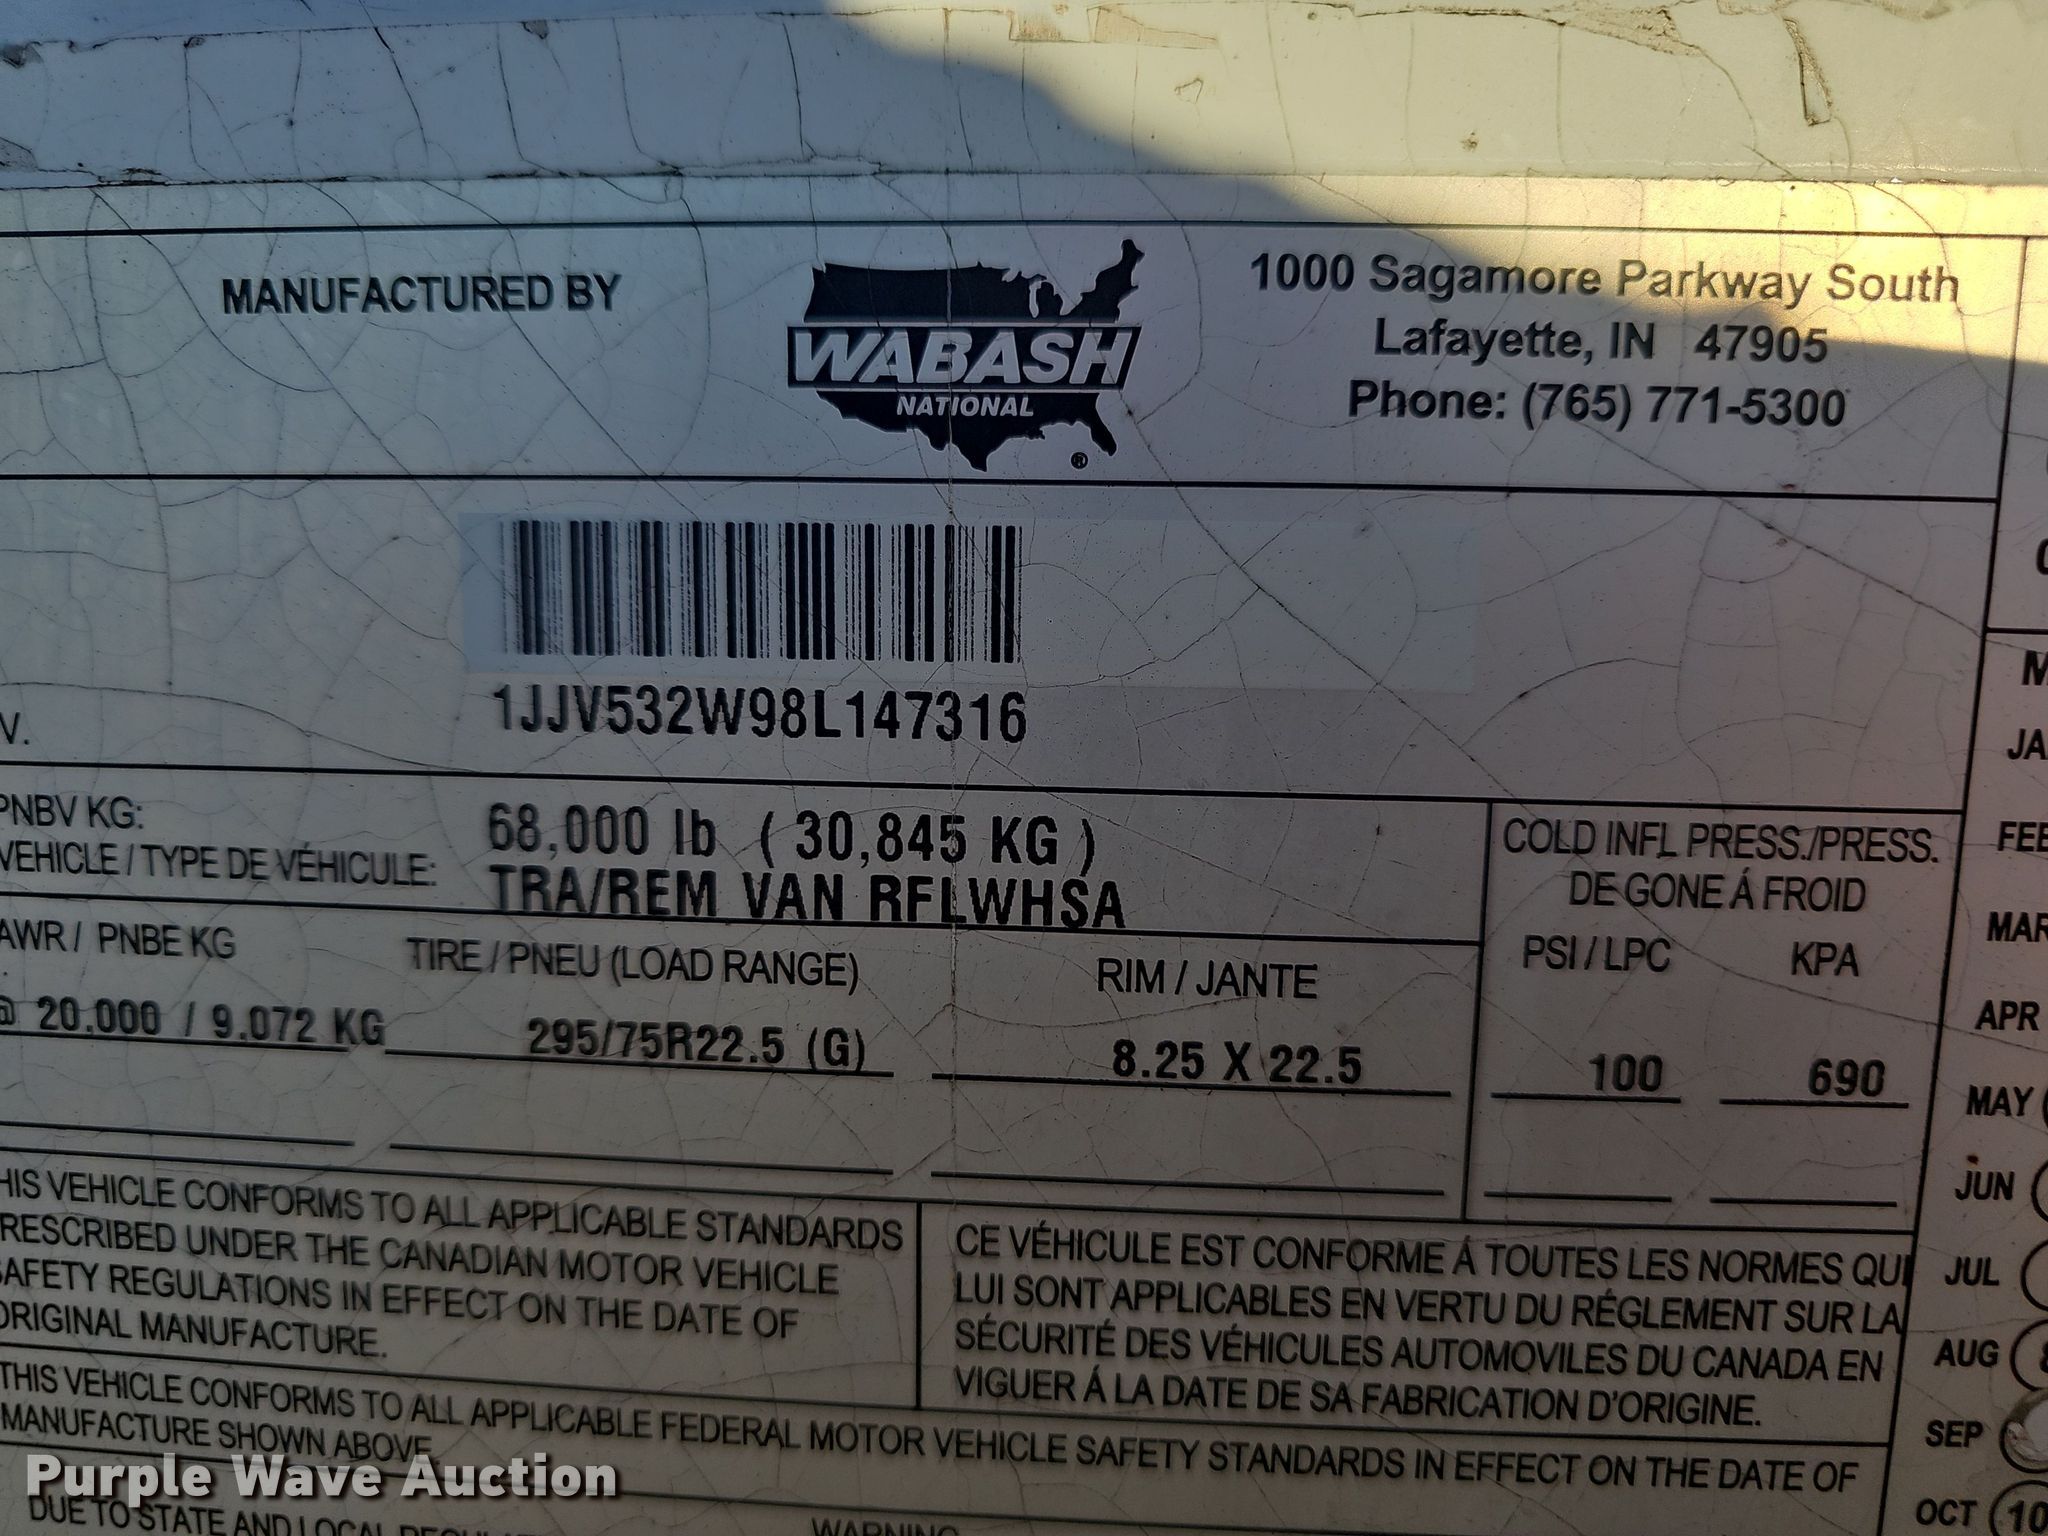 MANUFACTURED BY
WABASH
NATIONAL
®
1000 Sagamore Parkway South
Lafayette, IN 47905
Phone: (765) 771-5300
1JJV532W98L147316
V.
PNBV KG:
68,000 lb ( 30,845 KG )
VEHICLE / TYPE DE VÉHICULE:
TRA/REM VAN RFLWHSA
COLD INFL PRESS./PRESS.
DE GONE Á FROID
AWR / PNBE KG
TIRE / PNEU (LOAD RANGE)
RIM / JANTE
PSI / LPC
KPA
@ 20.000 / 9.072 KG
295/75R22.5 (G)
8.25 X 22.5
100
690
HIS VEHICLE CONFORMS TO ALL APPLICABLE STANDARDS
RESCRIBED UNDER THE CANADIAN MOTOR VEHICLE
SAFETY REGULATIONS IN EFFECT ON THE DATE OF
ORIGINAL MANUFACTURE.
CE VÉHICULE EST CONFORME Á TOUTES LES NORMES QUI
LUI SONT APPLICABLES EN VERTU DU RÉGLEMENT SUR LA
SÉCURITÉ DES VÉHICULES AUTOMOVILES DU CANADA EN
VIGUER Á LA DATE DE SA FABRICATION D'ORIGINE.
THIS VEHICLE CONFORMS TO ALL APPLICABLE FEDERAL MOTOR VEHICLE SAFETY STANDARDS IN EFFECT ON THE DATE OF
MANUFACTURE SHOWN ABOVE.
DUE TO STATE AND LOCAL
WARNING
M
JA
FEB
MAR
APR
MAY
JUN
JUL
AUG
SEP
OCT 10
Purple Wave Auction